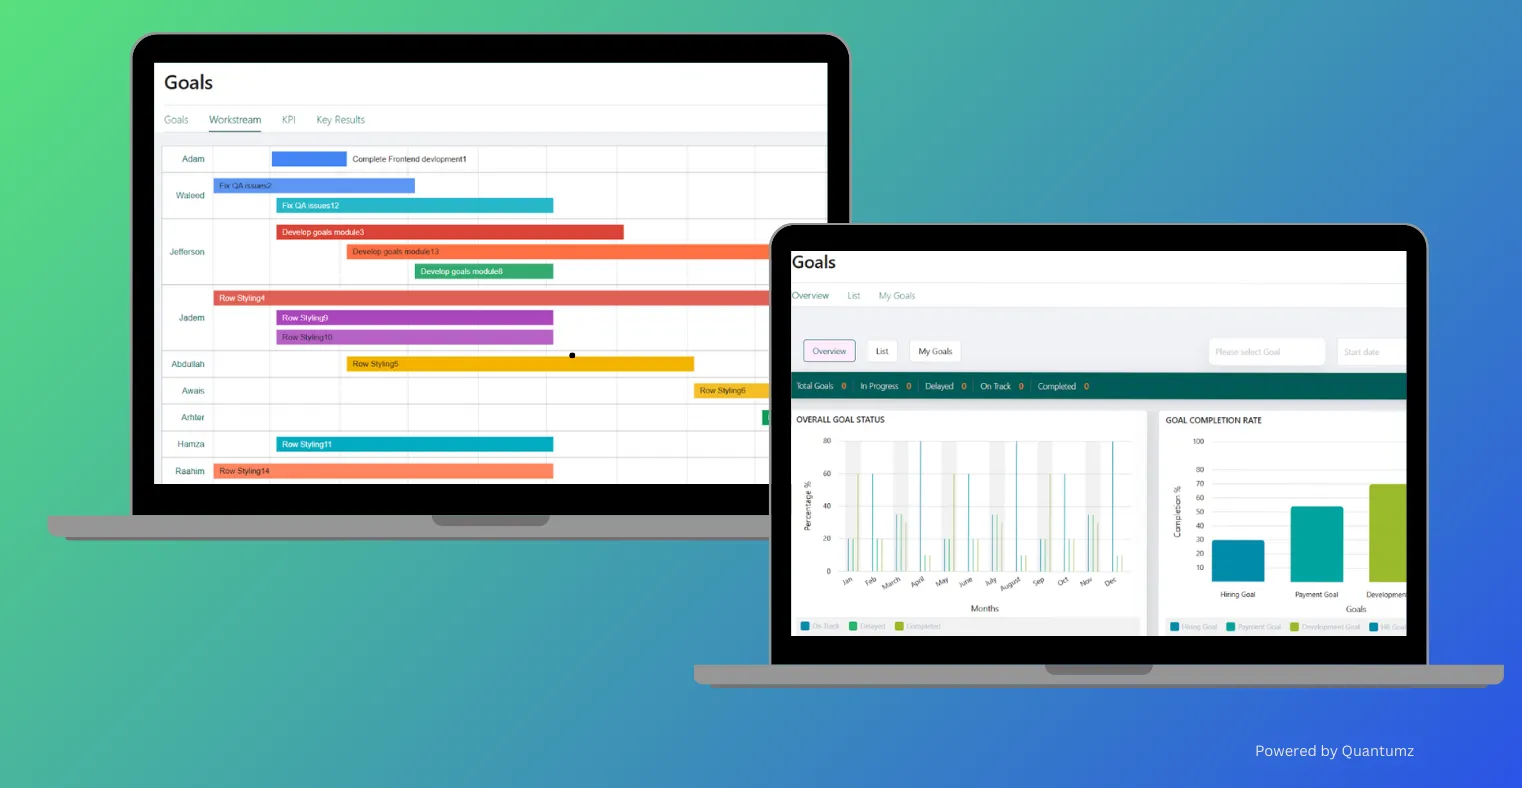 Goals
Goals Workstream KPI Key Results
Adam Complete Frontend devlopment1
Waleed Fix QA issues2
Fix QA issues12
Jefferson Develop goals module3
Develop goals module13
Develop goals module8
Jadem Row Styling4
Row Styling9
Row Styling10
Abdullah Row Styling5
Awais Row Styling6
Arhter
Hamza Row Styling11
Raahim Row Styling14
Goals
Overview List My Goals
Overview List My Goals Please select Goal Start date
Total Goals 0 In Progress 0 Delayed 0 On Track 0 Completed 0
OVERALL GOAL STATUS
80
60
40
20
0
Percentage %
Jan Feb March April May June July August Sep Oct Nov Dec
Months
On Track Delayed Completed
GOAL COMPLETION RATE
100
80
70
60
50
40
30
20
10
Completion %
Hiring Goal Payment Goal Developmen
Goals
Hiring Goal Payment Goal Development Goal HR Goa
Powered by Quantumz